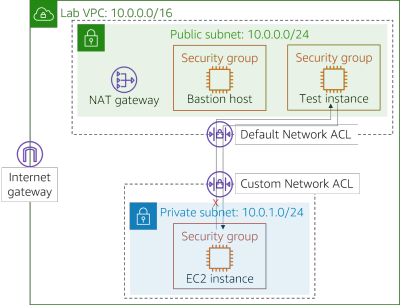 Lab VPC: 10.0.0.0/16
Public subnet: 10.0.0.0/24
Security group
Security group
NAT gateway
Bastion host
Test instance
Default Network ACL
Internet
gateway
Custom Network ACL
X
Private subnet: 10.0.1.0/24
Security group
EC2 instance